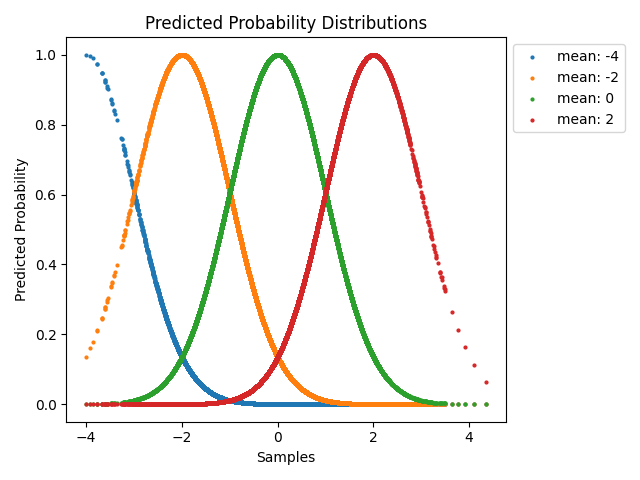 Predicted Probability Distributions
mean: -4
mean: -2
mean: 0
mean: 2
Predicted Probability
1.0
0.8
0.6
0.4
0.2
0.0
−4
−2
0
2
4
Samples